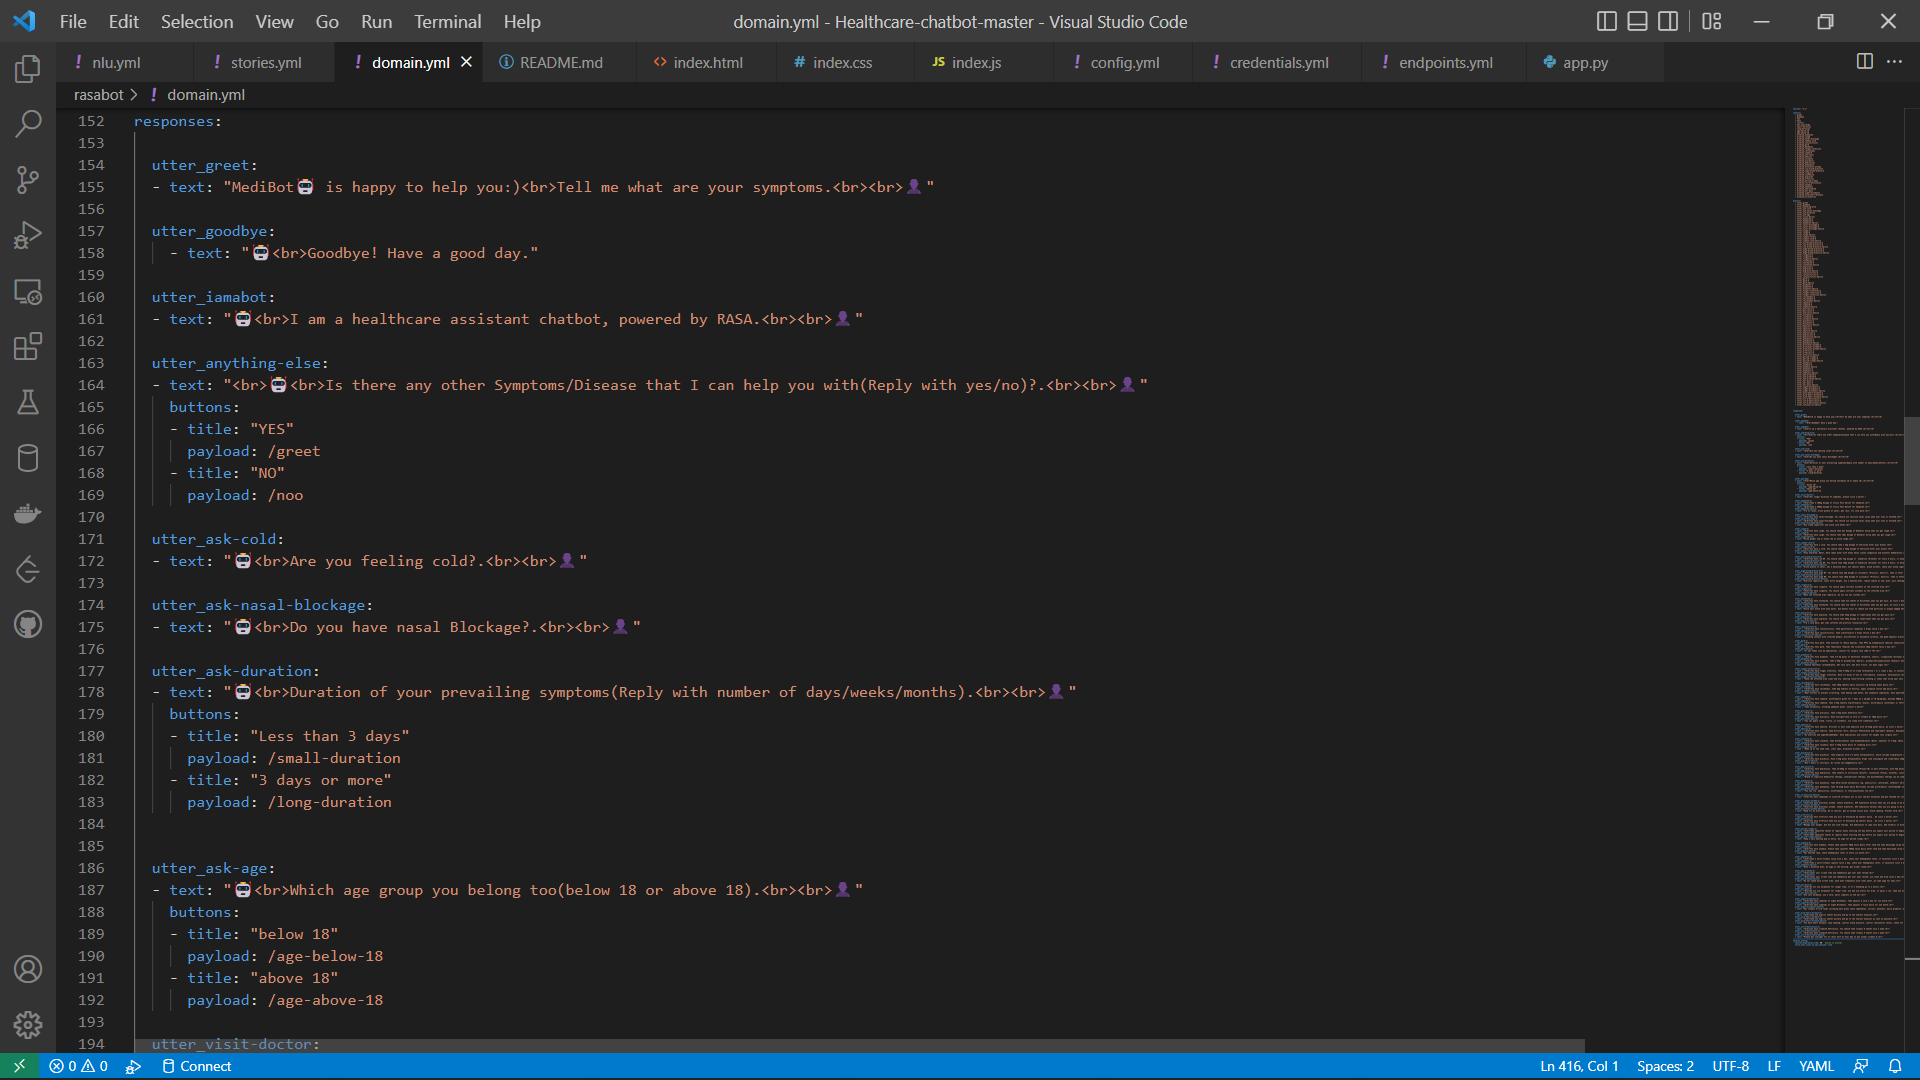 File Edit Selection View Go Run Terminal Help domain.yml - Healthcare-chatbot-master - Visual Studio Code
! nlu.yml ! stories.yml ! domain.yml README.md <> index.html # index.css JS index.js ! config.yml ! credentials.yml ! endpoints.yml app.py
rasabot > ! domain.yml
152 responses:
153
154 utter_greet:
155 - text: "MediBot🤖 is happy to help you:)<br>Tell me what are your symptoms.<br><br>👤"
156
157 utter_goodbye:
158 - text: "🤖<br>Goodbye! Have a good day."
159
160 utter_iamabot:
161 - text: "🤖<br>I am a healthcare assistant chatbot, powered by RASA.<br><br>👤"
162
163 utter_anything-else:
164 - text: "<br>🤖<br>Is there any other Symptoms/Disease that I can help you with(Reply with yes/no)?.<br><br>👤"
165 buttons:
166 - title: "YES"
167 payload: /greet
168 - title: "NO"
169 payload: /noo
170
171 utter_ask-cold:
172 - text: "🤖<br>Are you feeling cold?.<br><br>👤"
173
174 utter_ask-nasal-blockage:
175 - text: "🤖<br>Do you have nasal Blockage?.<br><br>👤"
176
177 utter_ask-duration:
178 - text: "🤖<br>Duration of your prevailing symptoms(Reply with number of days/weeks/months).<br><br>👤"
179 buttons:
180 - title: "Less than 3 days"
181 payload: /small-duration
182 - title: "3 days or more"
183 payload: /long-duration
184
185
186 utter_ask-age:
187 - text: "🤖<br>Which age group you belong too(below 18 or above 18).<br><br>👤"
188 buttons:
189 - title: "below 18"
190 payload: /age-below-18
191 - title: "above 18"
192 payload: /age-above-18
193
194 utter_visit-doctor:
0 0 Connect Ln 416, Col 1 Spaces: 2 UTF-8 LF YAML